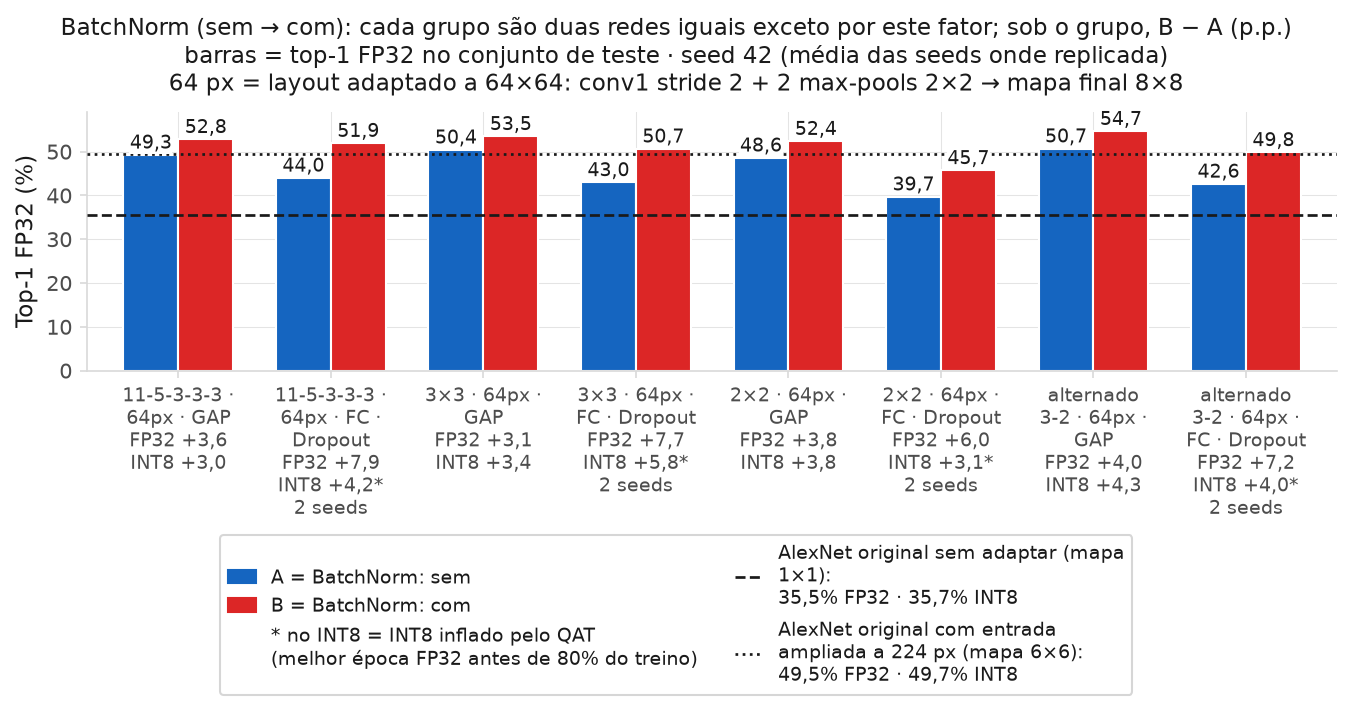 BatchNorm (sem → com): cada grupo são duas redes iguais exceto por este fator; sob o grupo, B − A (p.p.)
barras = top-1 FP32 no conjunto de teste · seed 42 (média das seeds onde replicada)
64 px = layout adaptado a 64×64: conv1 stride 2 + 2 max-pools 2×2 → mapa final 8×8
Top-1 FP32 (%)
50
40
30
20
10
0
49,3
52,8
44,0
51,9
50,4
53,5
43,0
50,7
48,6
52,4
39,7
45,7
50,7
54,7
42,6
49,8
11-5-3-3-3 ·
64px · GAP
FP32 +3,6
INT8 +3,0
11-5-3-3-3 ·
64px · FC ·
Dropout
FP32 +7,9
INT8 +4,2*
2 seeds
3×3 · 64px ·
GAP
FP32 +3,1
INT8 +3,4
3×3 · 64px ·
FC · Dropout
FP32 +7,7
INT8 +5,8*
2 seeds
2×2 · 64px ·
GAP
FP32 +3,8
INT8 +3,8
2×2 · 64px ·
FC · Dropout
FP32 +6,0
INT8 +3,1*
2 seeds
alternado
3-2 · 64px ·
GAP
FP32 +4,0
INT8 +4,3
alternado
3-2 · 64px ·
FC · Dropout
FP32 +7,2
INT8 +4,0*
2 seeds
A = BatchNorm: sem
B = BatchNorm: com
* no INT8 = INT8 inflado pelo QAT
(melhor época FP32 antes de 80% do treino)
AlexNet original sem adaptar (mapa
1×1):
35,5% FP32 · 35,7% INT8
AlexNet original com entrada
ampliada a 224 px (mapa 6×6):
49,5% FP32 · 49,7% INT8